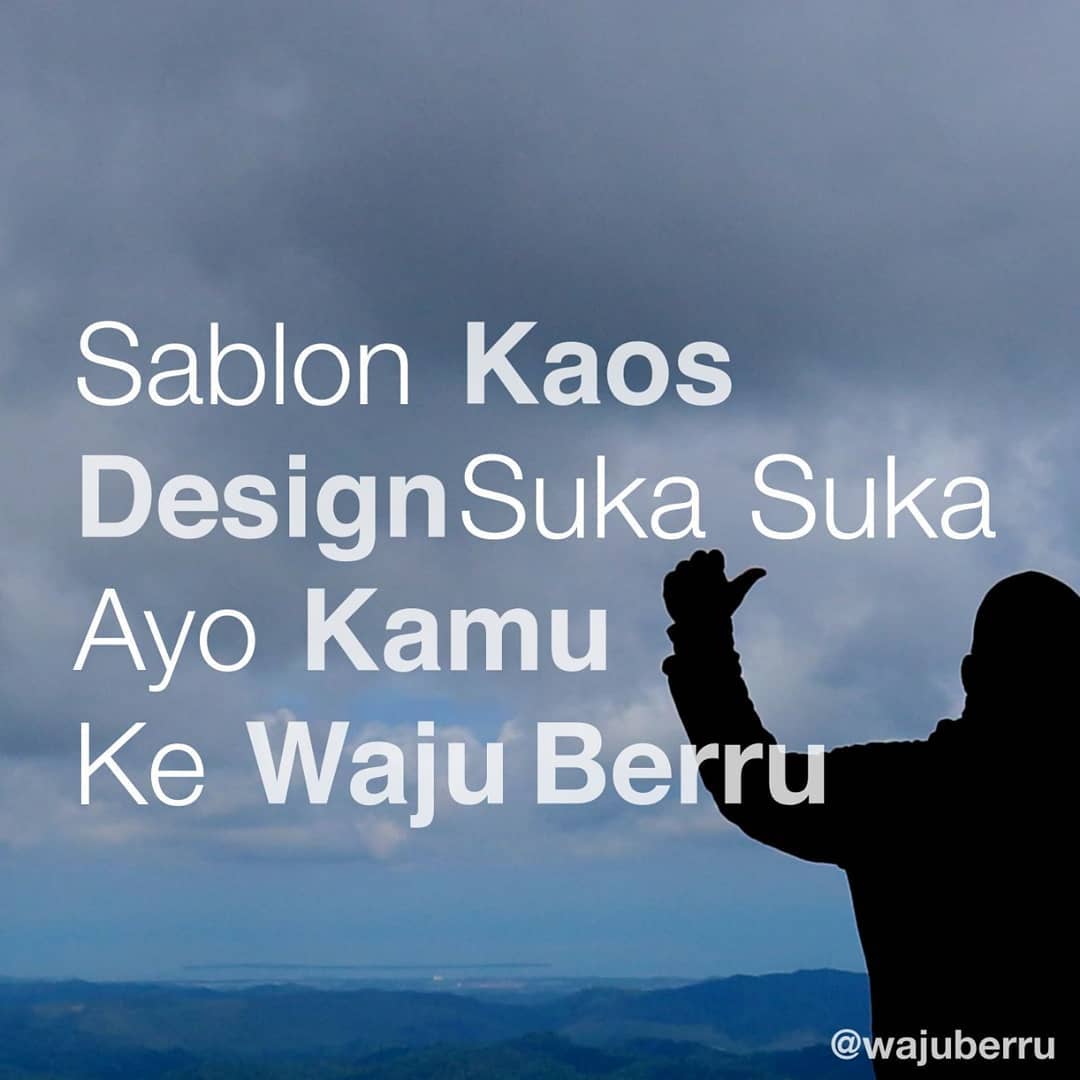 Sablon Kaos
Design Suka Suka
Ayo Kamu
Ke Waju Berru
@wajuberru